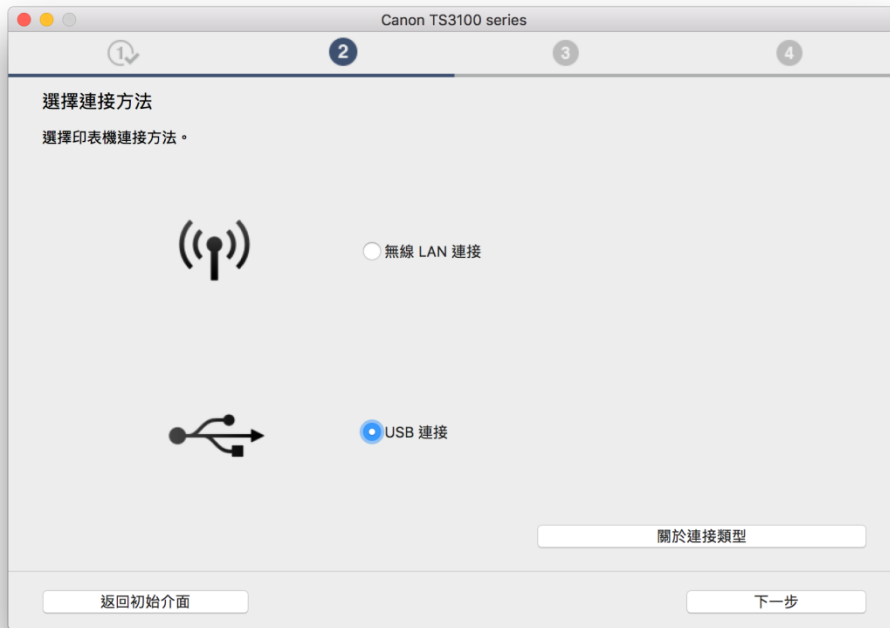 Canon TS3100 series
1 2 3 4
選擇連接方法
選擇印表機連接方法。
無線 LAN 連接
USB 連接
關於連接類型
返回初始介面 下一步